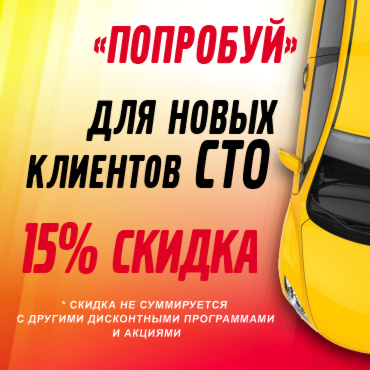 «ПОПРОБУЙ»
ДЛЯ НОВЫХ
КЛИЕНТОВ СТО
15% СКИДКА
* СКИДКА НЕ СУММИРУЕТСЯ
С ДРУГИМИ ДИСКОНТНЫМИ ПРОГРАММАМИ
И АКЦИЯМИ